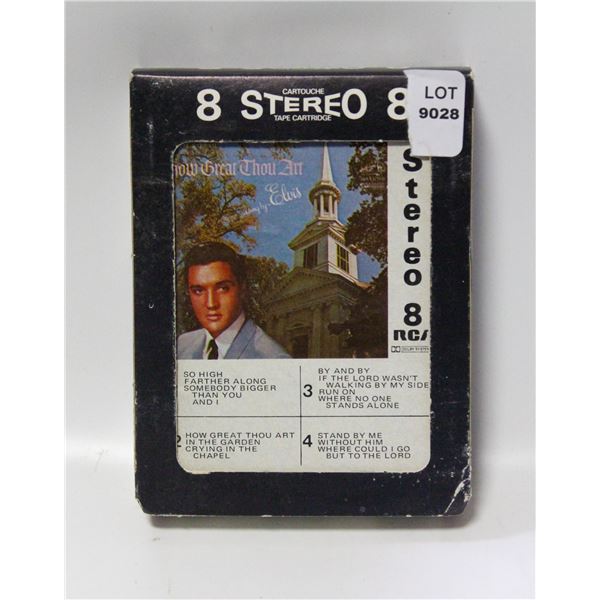 CARTOUCHE
8 STEREO 8
TAPE CARTRIDGE
LOT
9028
How Great Thou Art
by Elvis
Stereo 8
RCA
DOLBY SYSTEM
SO HIGH
FARTHER ALONG
SOMEBODY BIGGER
THAN YOU
AND I
2 HOW GREAT THOU ART
IN THE GARDEN
CRYING IN THE
CHAPEL
3 BY AND BY
IF THE LORD WASN'T
WALKING BY MY SIDE
RUN ON
WHERE NO ONE
STANDS ALONE
4 STAND BY ME
WITHOUT HIM
WHERE COULD I GO
BUT TO THE LORD